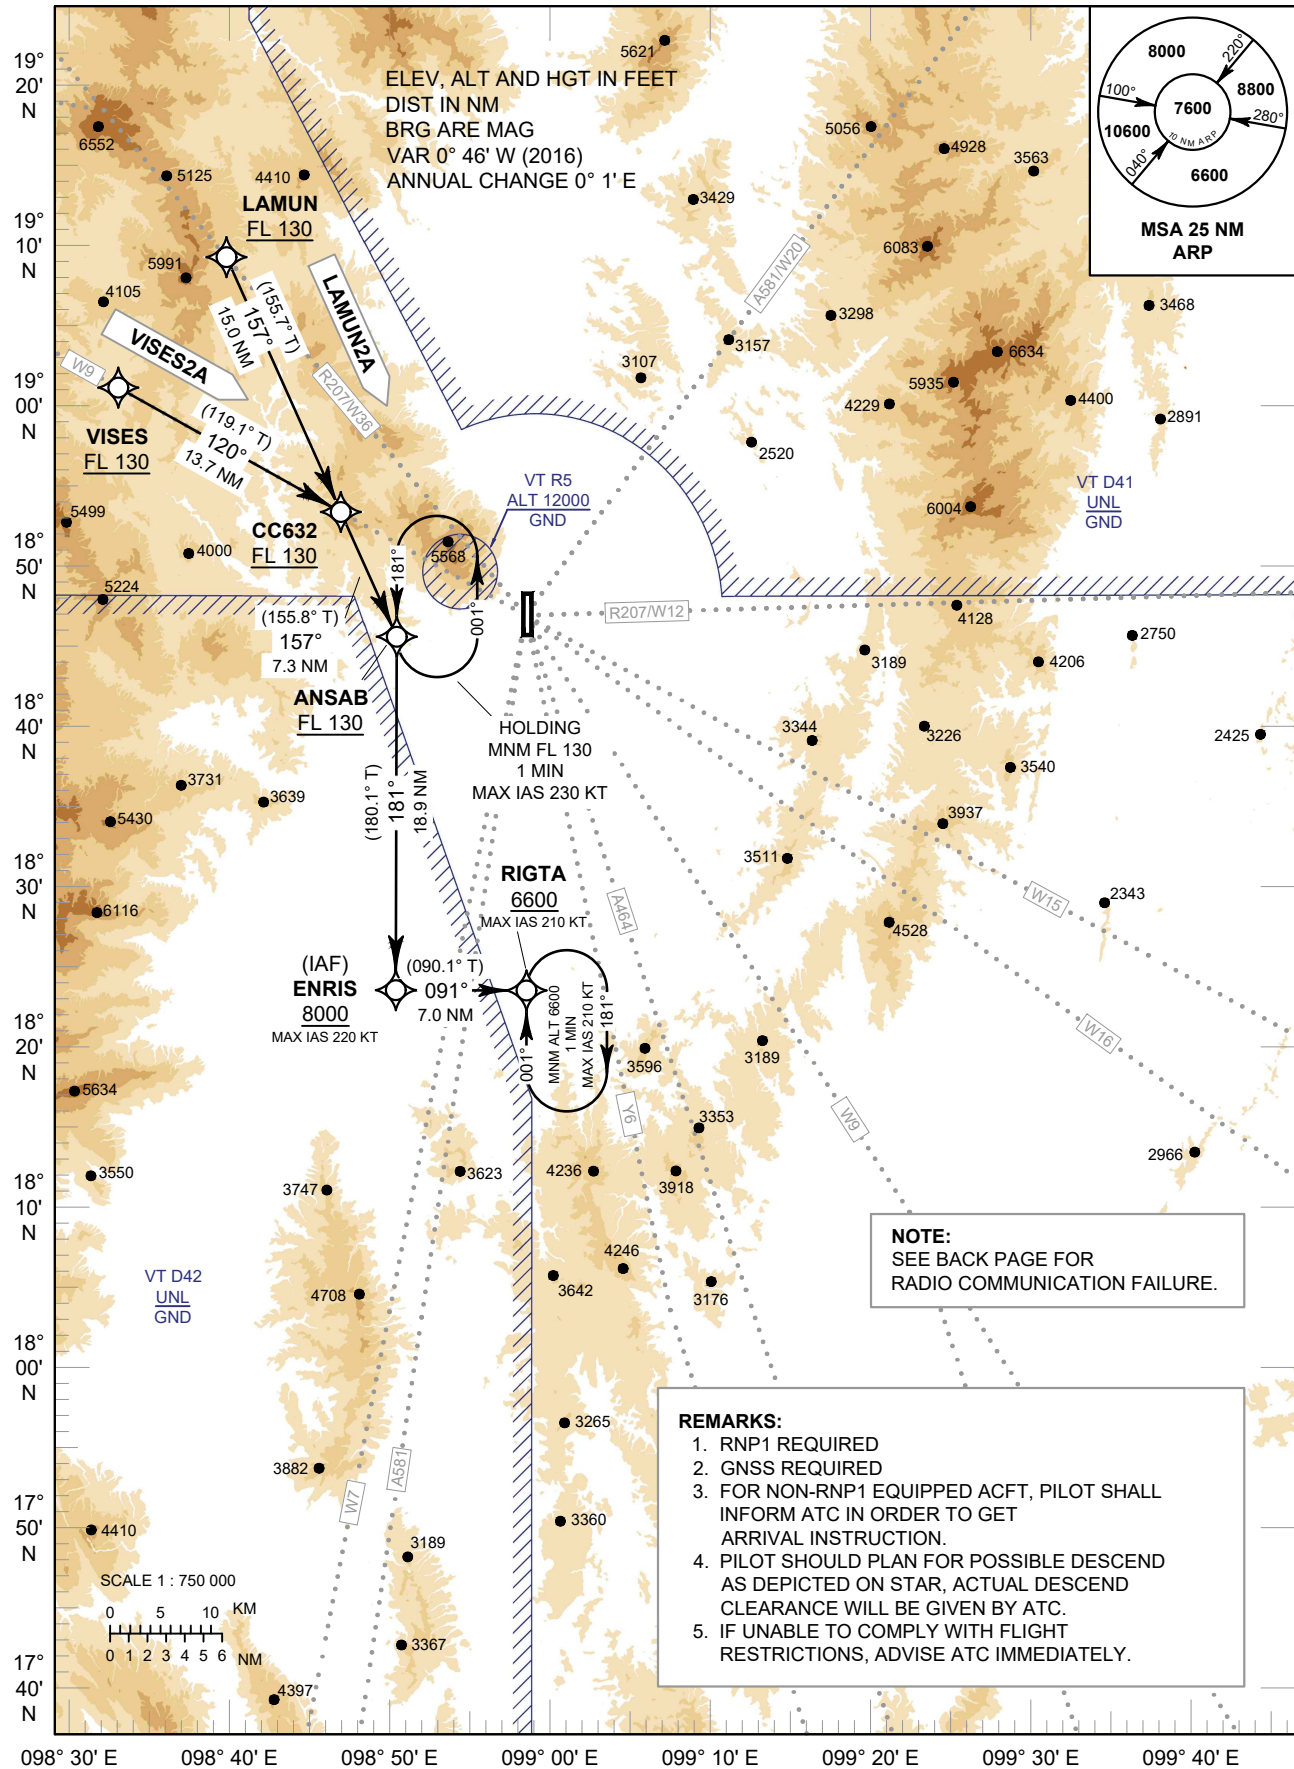 ELEV, ALT AND HGT IN FEET
DIST IN NM
BRG ARE MAG
VAR 0° 46' W (2016)
ANNUAL CHANGE 0° 1' E
8000
220°
8800
100°
7600
280°
10600
10 NM ARP
040°
6600
MSA 25 NM
ARP
19°
20'
N
19°
10'
N
19°
00'
N
18°
50'
N
18°
40'
N
18°
30'
N
18°
20'
N
18°
10'
N
18°
00'
N
17°
50'
N
17°
40'
N
5621
6552
5125
4410
5056
4928
3563
3429
6083
LAMUN
FL 130
5991
4105
(155.7° T)
157°
15.0 NM
LAMUN2A
VISES2A
W9
R207/W36
A581/W20
3298
3157
3107
3468
6634
5935
4229
4400
2891
2520
VISES
FL 130
(119.1° T)
120°
13.7 NM
VT R5
ALT 12000
GND
VT D41
UNL
GND
6004
5499
4000
CC632
FL 130
5568
5224
181°
001°
(155.8° T)
157°
7.3 NM
R207/W12
4128
2750
3189
4206
ANSAB
FL 130
HOLDING
MNM FL 130
1 MIN
MAX IAS 230 KT
3344
3226
2425
3540
3731
3639
5430
(180.1° T)
181°
18.9 NM
3937
3511
RIGTA
6600
MAX IAS 210 KT
A464
W15
2343
6116
4528
(IAF)
ENRIS
8000
MAX IAS 220 KT
(090.1° T)
091°
7.0 NM
001°
MNM ALT 6600
1 MIN
MAX IAS 210 KT
181°
W16
3596
3189
5634
Y6
W9
3353
3550
3747
3623
4236
3918
2966
NOTE:
SEE BACK PAGE FOR
RADIO COMMUNICATION FAILURE.
VT D42
UNL
GND
4708
4246
3642
3176
REMARKS:
1. RNP1 REQUIRED
2. GNSS REQUIRED
3. FOR NON-RNP1 EQUIPPED ACFT, PILOT SHALL
INFORM ATC IN ORDER TO GET
ARRIVAL INSTRUCTION.
4. PILOT SHOULD PLAN FOR POSSIBLE DESCEND
AS DEPICTED ON STAR, ACTUAL DESCEND
CLEARANCE WILL BE GIVEN BY ATC.
5. IF UNABLE TO COMPLY WITH FLIGHT
RESTRICTIONS, ADVISE ATC IMMEDIATELY.
3265
3882
W7
A581
4410
3360
3189
SCALE 1 : 750 000
0 5 10 KM
0 1 2 3 4 5 6 NM
3367
4397
098° 30' E 098° 40' E 098° 50' E 099° 00' E 099° 10' E 099° 20' E 099° 30' E 099° 40' E